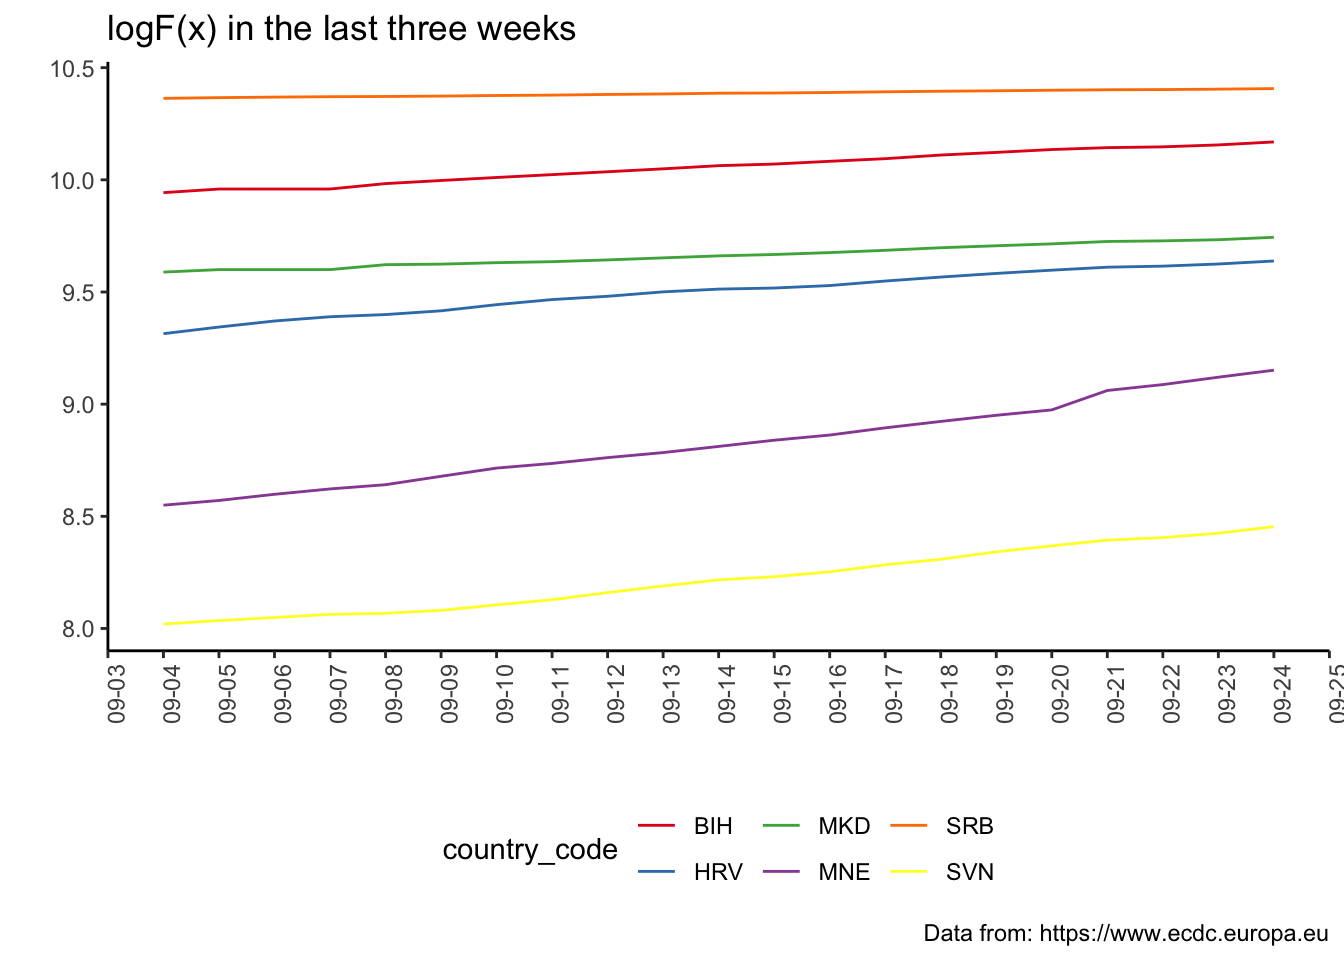 logF(x) in the last three weeks
10.5
10.0
9.5
9.0
8.5
8.0
09-03 09-04 09-05 09-06 09-07 09-08 09-09 09-10 09-11 09-12 09-13 09-14 09-15 09-16 09-17 09-18 09-19 09-20 09-21 09-22 09-23 09-24 09-25
country_code
BIH MKD SRB
HRV MNE SVN
Data from: https://www.ecdc.europa.eu